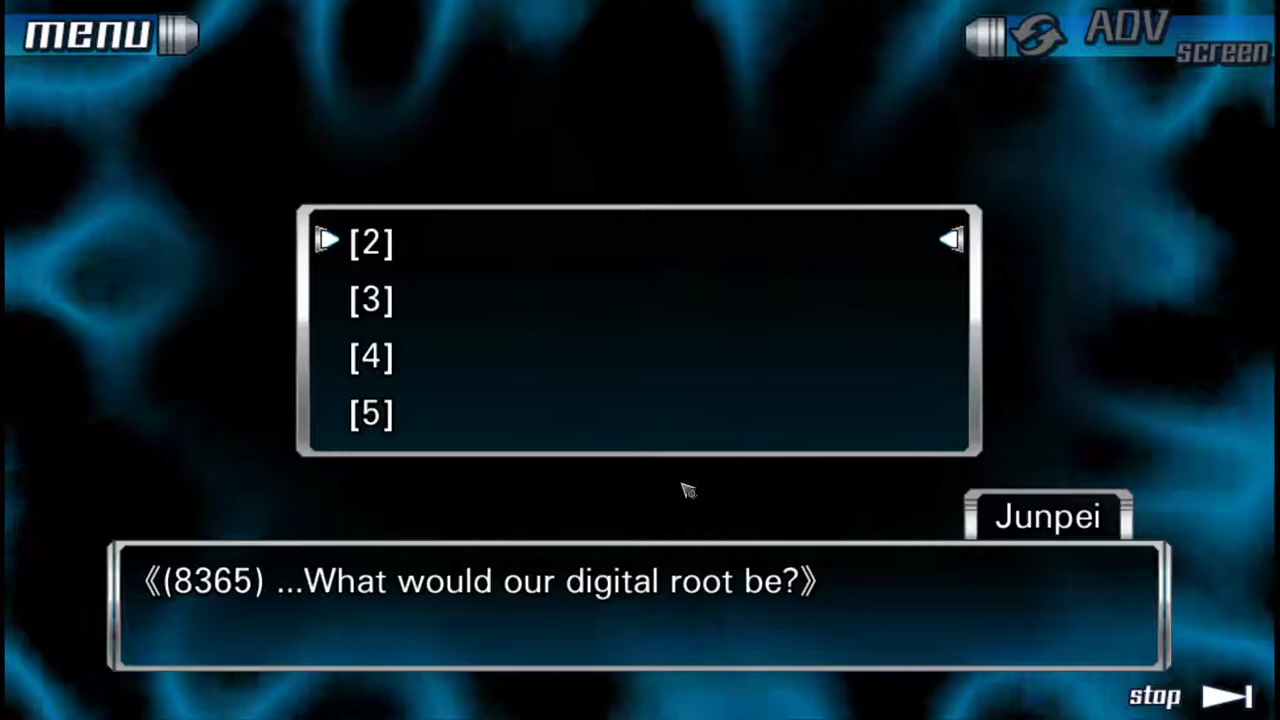 menu
ADV
screen
[2]
[3]
[4]
[5]
Junpei
《(8365) ...What would our digital root be?》
stop